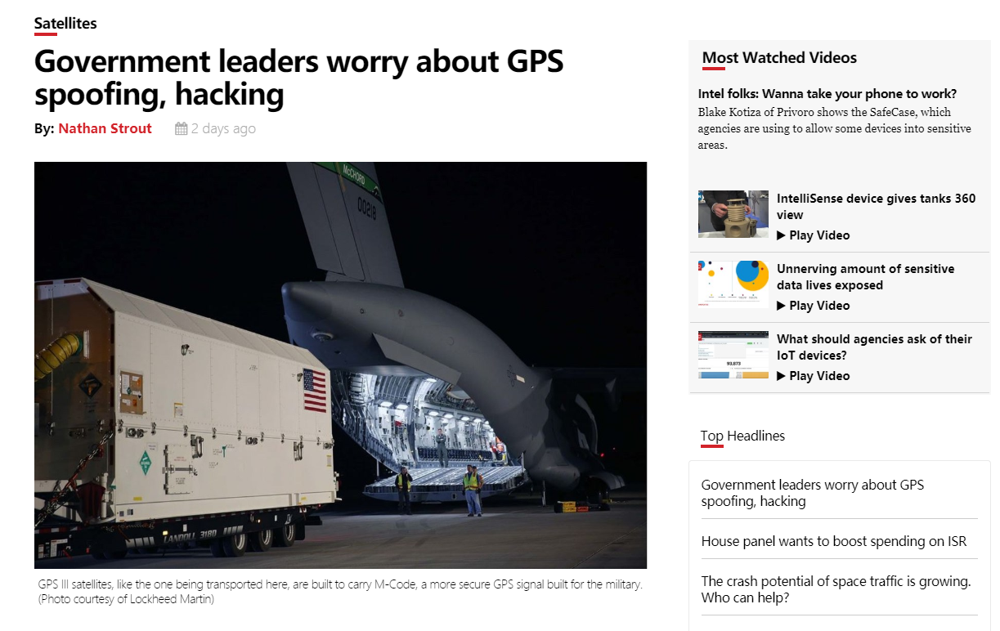 Satellites
Government leaders worry about GPS
spoofing, hacking
By: Nathan Strout 2 days ago
McCHORD
00218
LANDOLL 318D
GPS III satellites, like the one being transported here, are built to carry M-Code, a more secure GPS signal built for the military.
(Photo courtesy of Lockheed Martin)
Most Watched Videos
Intel folks: Wanna take your phone to work?
Blake Kotiza of Privoro shows the SafeCase, which
agencies are using to allow some devices into sensitive
areas.
IntelliSense device gives tanks 360
view
Play Video
Unnerving amount of sensitive
data lives exposed
Play Video
93,873
What should agencies ask of their
IoT devices?
Play Video
Top Headlines
Government leaders worry about GPS
spoofing, hacking
House panel wants to boost spending on ISR
The crash potential of space traffic is growing.
Who can help?